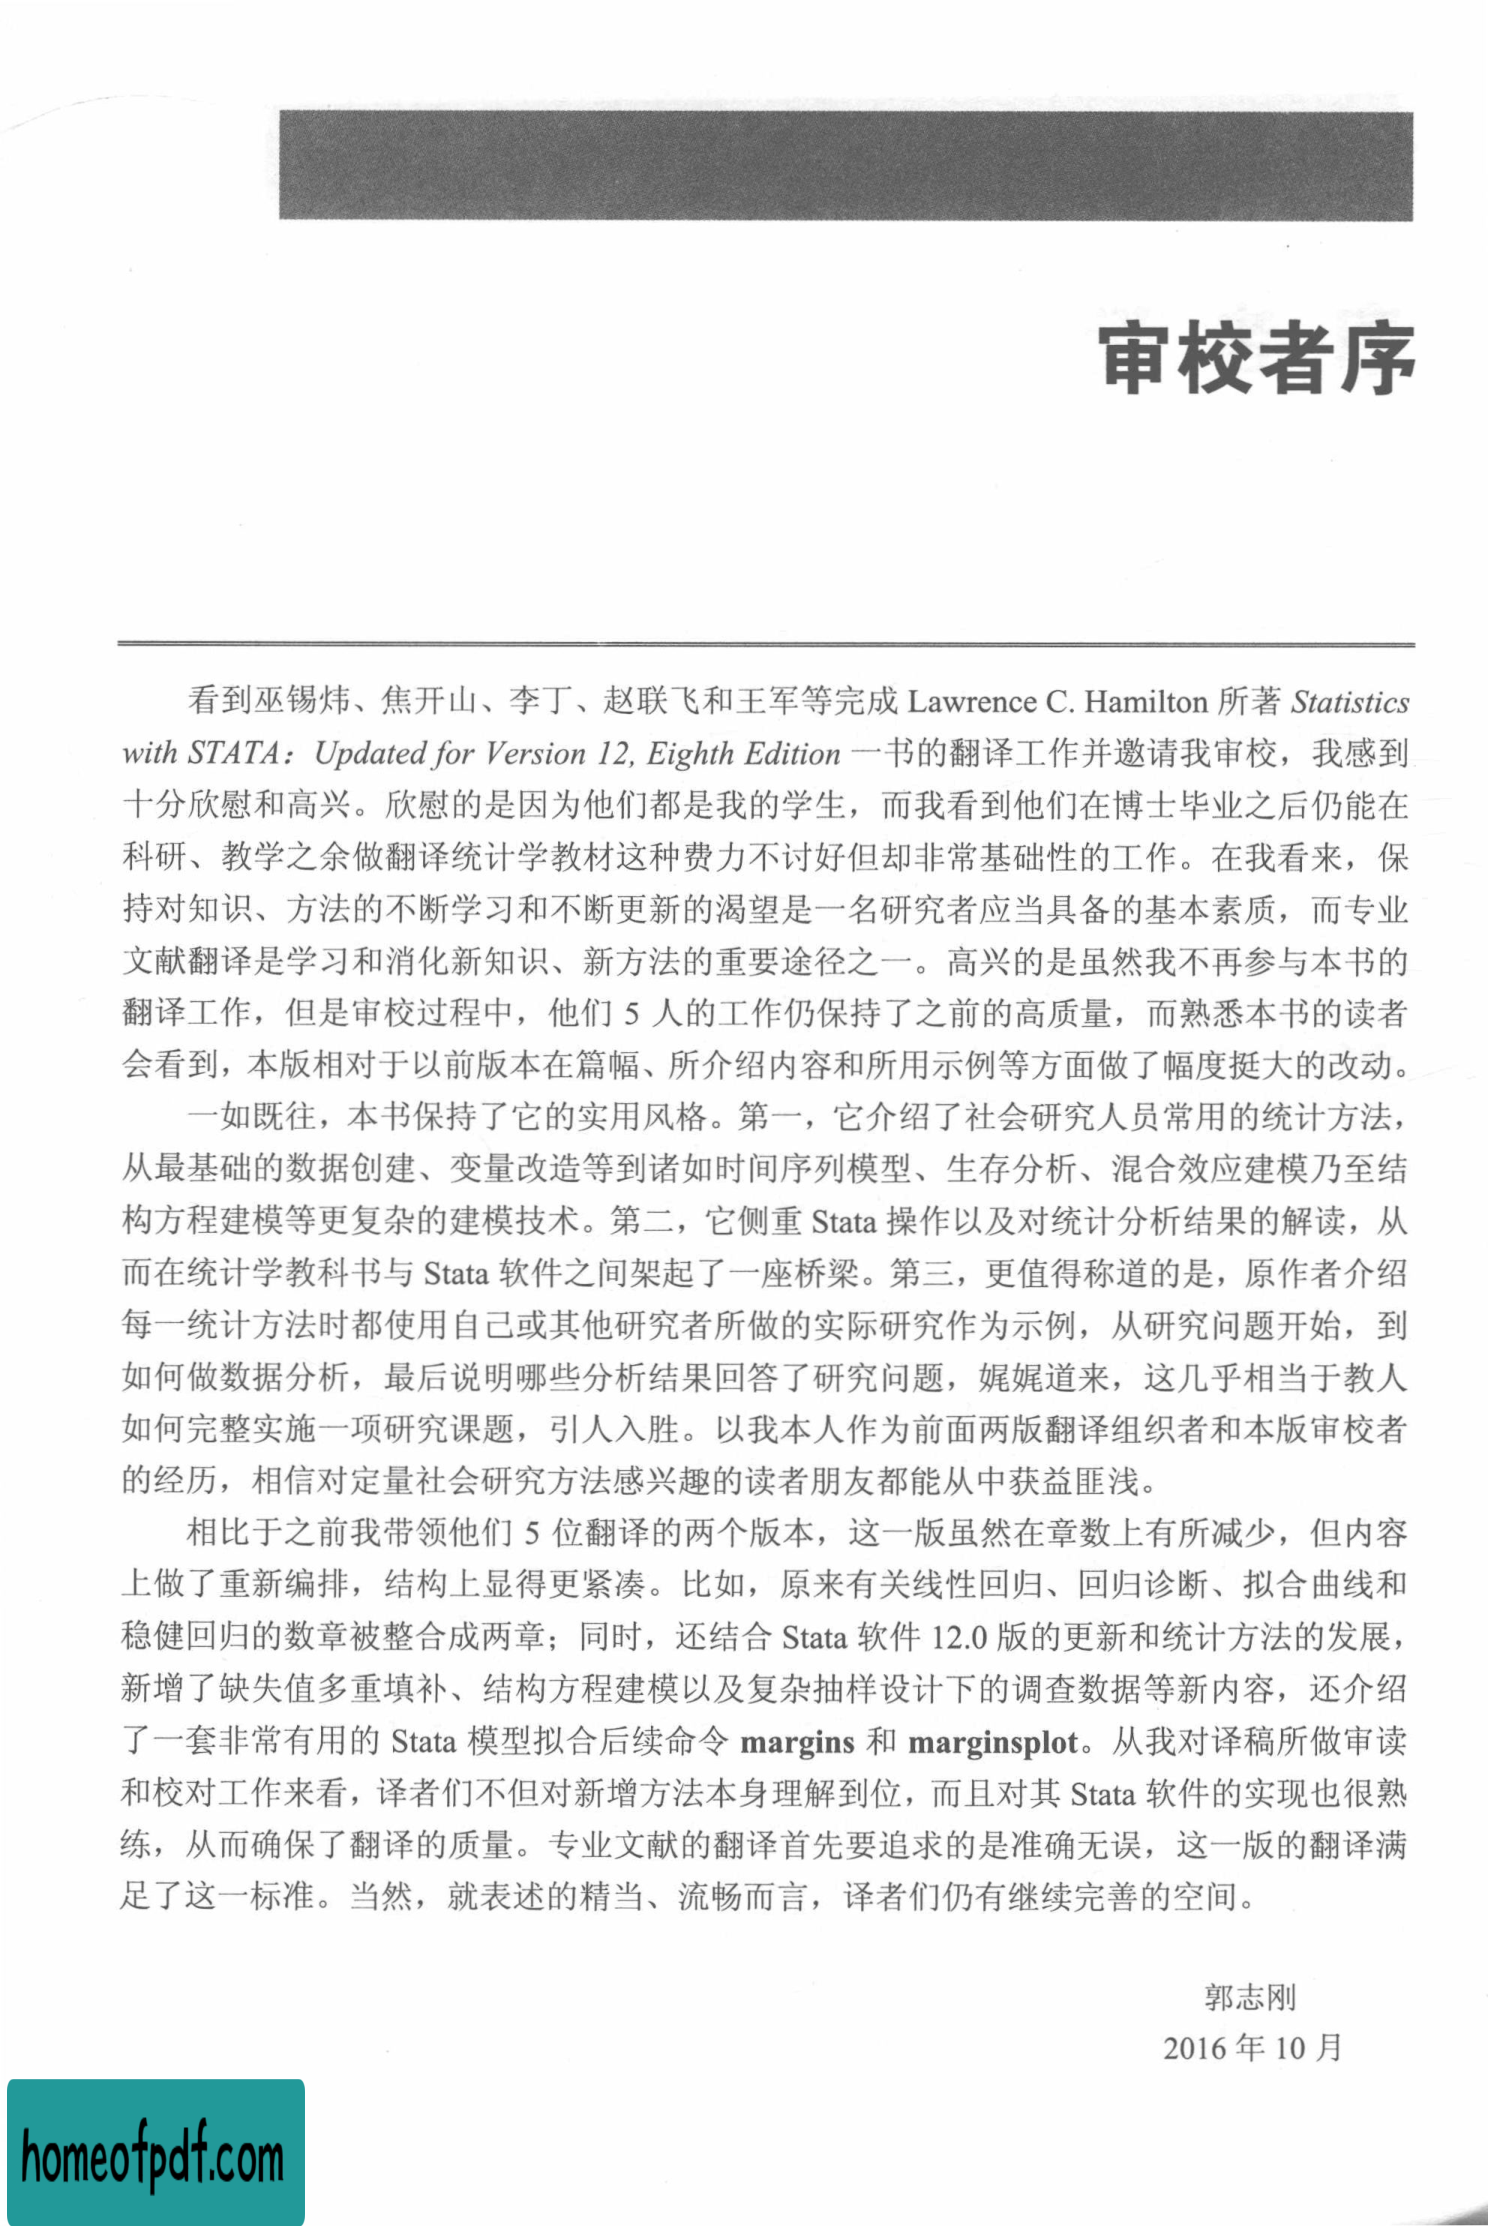 审校者序
看到巫锡炜、焦开山、李丁、赵联飞和王军等完成 Lawrence C. Hamilton 所著 Statistics
with STATA：Updated for Version 12, Eighth Edition 一书的翻译工作并邀请我审校，我感到
十分欣慰和高兴。欣慰的是因为他们都是我的学生，而我看到他们在博士毕业之后仍能在
科研、教学之余做翻译统计学教材这种费力不讨好但却非常基础性的工作。在我看来，保
持对知识、方法的不断学习和不断更新的渴望是一名研究者应当具备的基本素质，而专业
文献翻译是学习和消化新知识、新方法的重要途径之一。高兴的是虽然我不再参与本书的
翻译工作，但是审校过程中，他们 5 人的工作仍保持了之前的高质量，而熟悉本书的读者
会看到，本版相对于以前版本在篇幅、所介绍内容和所用示例等方面做了幅度挺大的改动。
一如既往，本书保持了它的实用风格。第一，它介绍了社会研究人员常用的统计方法，
从最基础的数据创建、变量改造等到诸如时间序列模型、生存分析、混合效应建模乃至结
构方程建模等更复杂的建模技术。第二，它侧重 Stata 操作以及对统计分析结果的解读，从
而在统计学教科书与 Stata 软件之间架起了一座桥梁。第三，更值得称道的是，原作者介绍
每一统计方法时都使用自己或其他研究者所做的实际研究作为示例，从研究问题开始，到
如何做数据分析，最后说明哪些分析结果回答了研究问题，娓娓道来，这几乎相当于教人
如何完整实施一项研究课题，引人入胜。以我本人作为前面两版翻译组织者和本版审校者
的经历，相信对定量社会研究方法感兴趣的读者朋友都能从中获益匪浅。
相比于之前我带领他们 5 位翻译的两个版本，这一版虽然在章数上有所减少，但内容
上做了重新编排，结构上显得更紧凑。比如，原来有关线性回归、回归诊断、拟合曲线和
稳健回归的数章被整合成两章；同时，还结合 Stata 软件 12.0 版的更新和统计方法的发展，
新增了缺失值多重填补、结构方程建模以及复杂抽样设计下的调查数据等新内容，还介绍
了一套非常有用的 Stata 模型拟合后续命令 margins 和 marginsplot。从我对译稿所做审读
和校对工作来看，译者们不但对新增方法本身理解到位，而且对其 Stata 软件的实现也很熟
练，从而确保了翻译的质量。专业文献的翻译首先要追求的是准确无误，这一版的翻译满
足了这一标准。当然，就表述的精当、流畅而言，译者们仍有继续完善的空间。
郭志刚
2016 年 10 月
homeofpdf.com